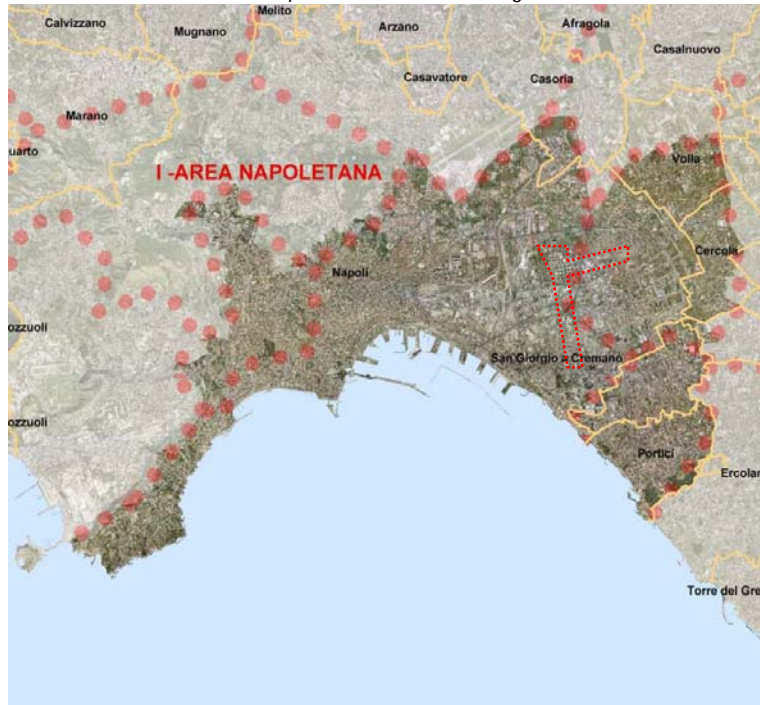 Melito
Calvizzano
Mugnano
Arzano
Afragola
Casalnuovo
Casavatore
Casoria
Marano
uarto
Volla
I -AREA NAPOLETANA
Cercola
Napoli
ozzuoli
San Giorgio a Cremano
ozzuoli
Portici
Ercolan
Torre del Gre